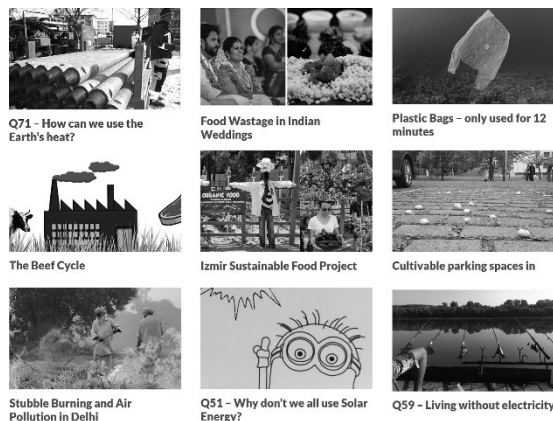 Q71 – How can we use the
Earth's heat?
Food Wastage in Indian
Weddings
Plastic Bags – only used for 12
minutes
ORGANIC FOOD
The Beef Cycle
Izmir Sustainable Food Project
Cultivable parking spaces in
Stubble Burning and Air
Pollution in Delhi
Q51 – Why don't we all use Solar
Energy?
Q59 – Living without electricity